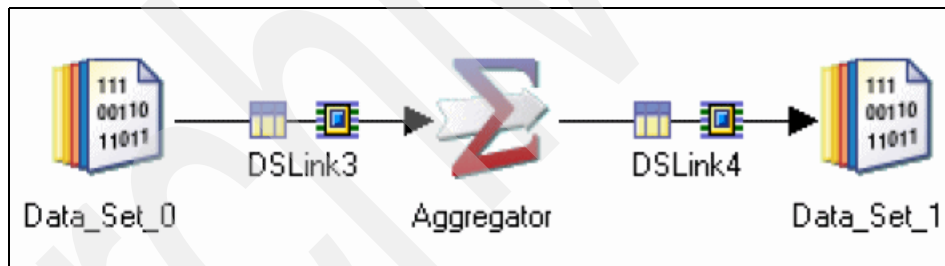 111
00110
11011
DSLink3
DSLink4
111
00110
11011
Data_Set_0
Aggregator
Data_Set_1